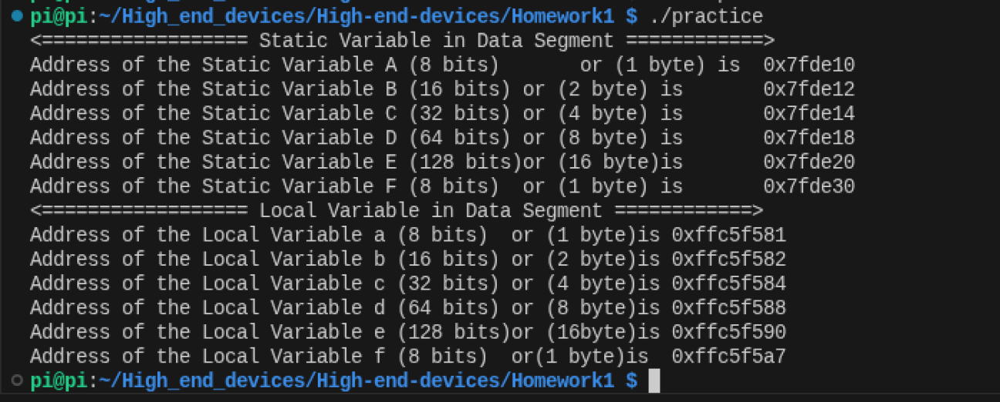 pi@pi:~/High_end_devices/High-end-devices/Homework1 $ ./practice
<================== Static Variable in Data Segment ============>
Address of the Static Variable A (8 bits)       or (1 byte) is  0x7fde10
Address of the Static Variable B (16 bits) or (2 byte) is       0x7fde12
Address of the Static Variable C (32 bits) or (4 byte) is       0x7fde14
Address of the Static Variable D (64 bits) or (8 byte) is       0x7fde18
Address of the Static Variable E (128 bits)or (16 byte)is       0x7fde20
Address of the Static Variable F (8 bits)  or (1 byte) is       0x7fde30
<================== Local Variable in Data Segment ============>
Address of the Local Variable a (8 bits)  or (1 byte)is 0xffc5f581
Address of the Local Variable b (16 bits) or (2 byte)is 0xffc5f582
Address of the Local Variable c (32 bits) or (4 byte)is 0xffc5f584
Address of the Local Variable d (64 bits) or (8 byte)is 0xffc5f588
Address of the Local Variable e (128 bits)or (16byte)is 0xffc5f590
Address of the Local Variable f (8 bits)  or(1 byte)is  0xffc5f5a7
pi@pi:~/High_end_devices/High-end-devices/Homework1 $